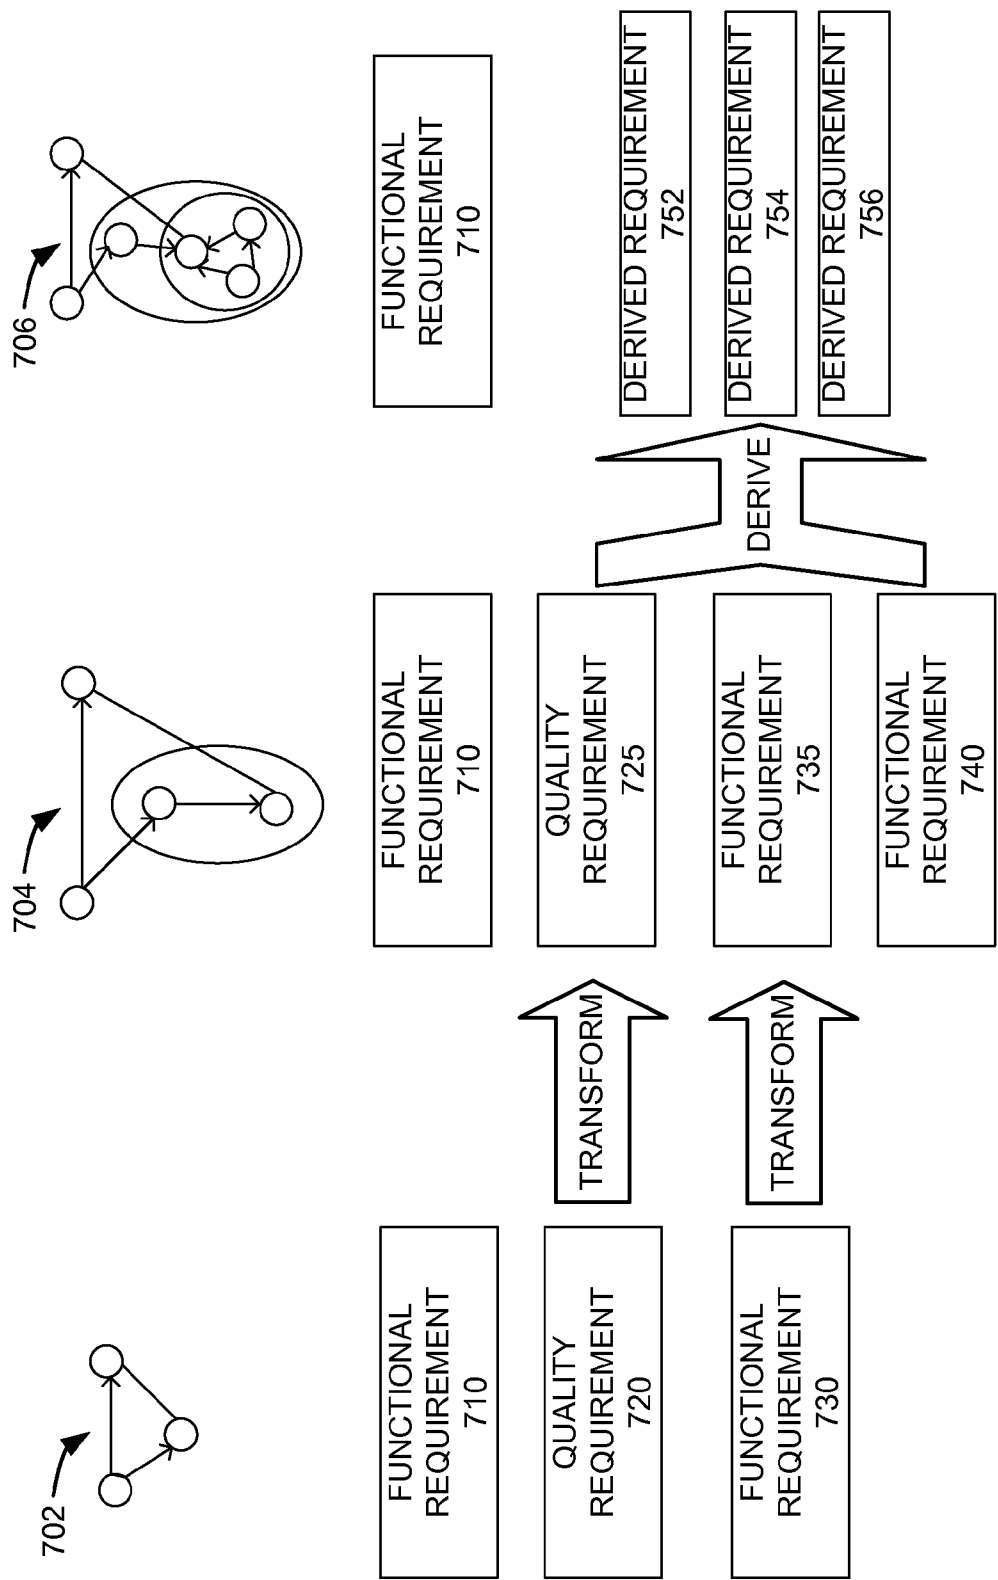 702
704
706
FUNCTIONAL
REQUIREMENT
710
QUALITY
REQUIREMENT
720
FUNCTIONAL
REQUIREMENT
730
TRANSFORM
TRANSFORM
FUNCTIONAL
REQUIREMENT
710
QUALITY
REQUIREMENT
725
FUNCTIONAL
REQUIREMENT
735
FUNCTIONAL
REQUIREMENT
740
DERIVE
FUNCTIONAL
REQUIREMENT
710
DERIVED REQUIREMENT
752
DERIVED REQUIREMENT
754
DERIVED REQUIREMENT
756